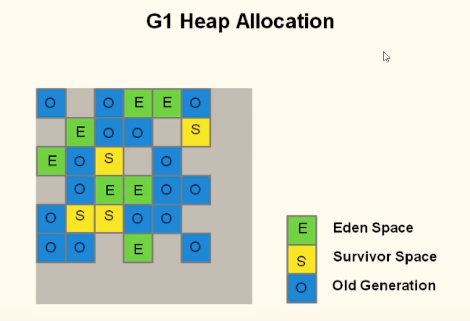 G1 Heap Allocation
O O E E O
E O O S
E O S O
O E E O O
O S S O O
O O E O
E Eden Space
S Survivor Space
O Old Generation